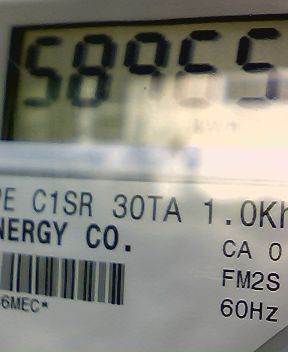 58955
PE C1SR 30TA 1.0Kh
NERGY CO.
CA 0
FM2S
60Hz
6MEC*